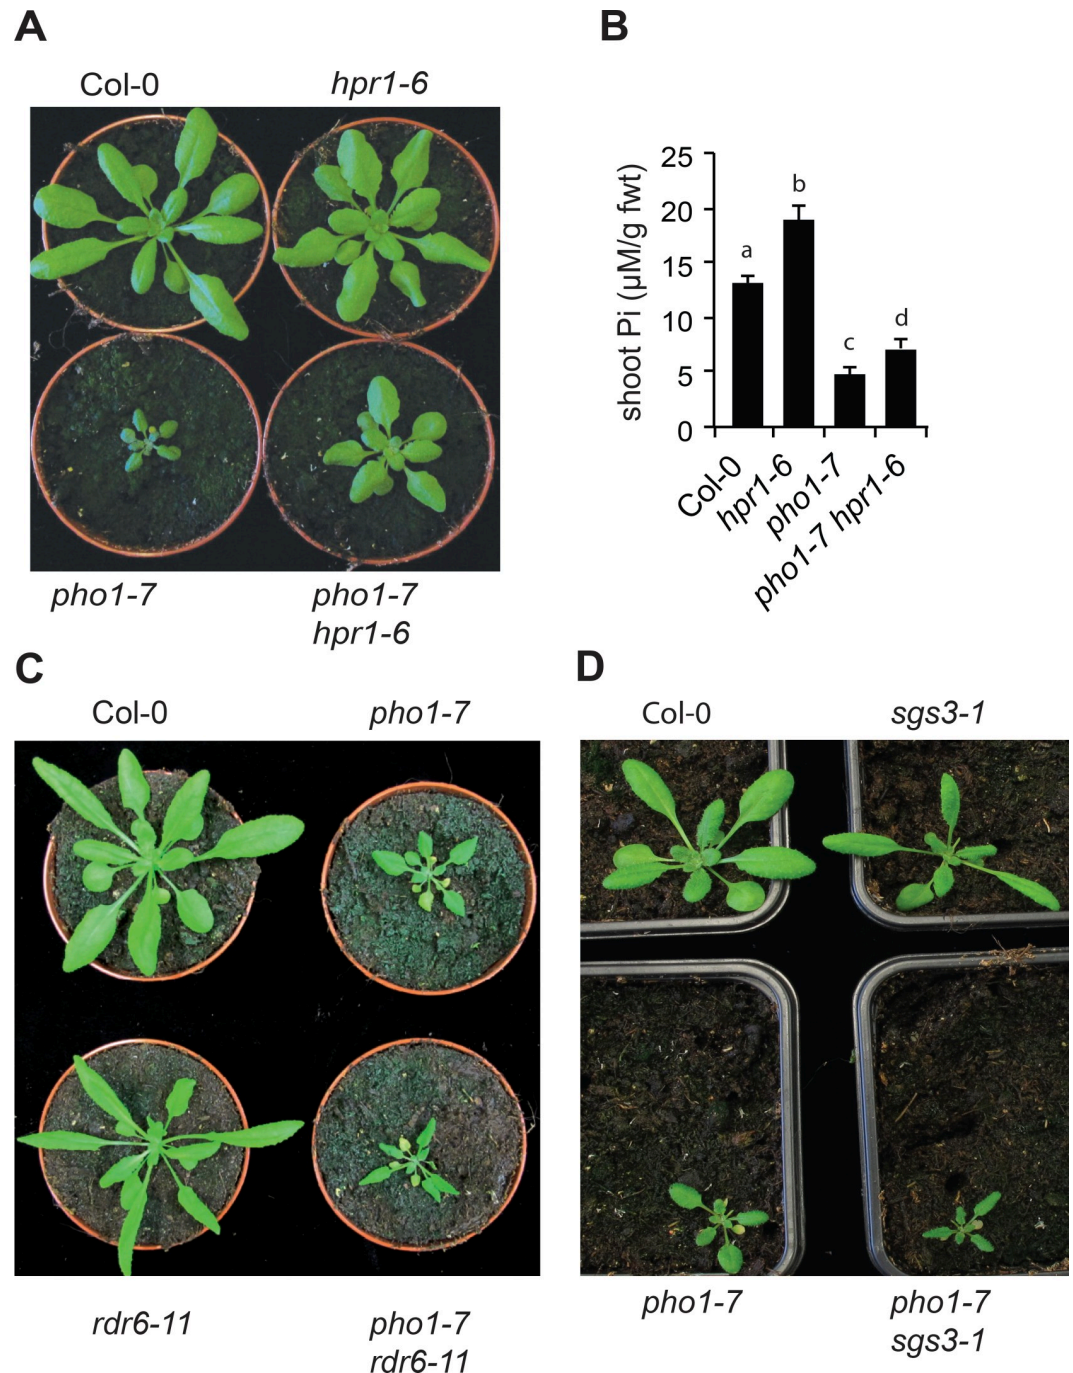 A
Col-0
hpr1-6
pho1-7
pho1-7
hpr1-6
B
shoot Pi (µM/g fwt)
25
20
15
10
5
0
a
b
c
d
Col-0
hpr1-6
pho1-7
pho1-7 hpr1-6
C
Col-0
pho1-7
rdr6-11
pho1-7
rdr6-11
D
Col-0
sgs3-1
pho1-7
pho1-7
sgs3-1